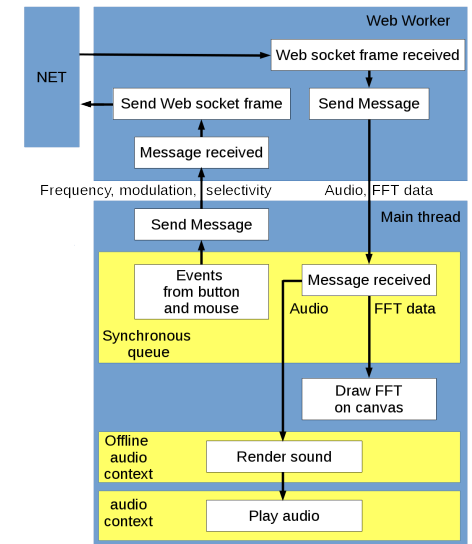 Web Worker
NET
Web socket frame received
Send Web socket frame
Send Message
Message received
Frequency, modulation, selectivity
Audio, FFT data
Main thread
Send Message
Events
from button
and mouse
Message received
Audio
FFT data
Synchronous
queue
Draw FFT
on canvas
Offline
audio
context
Render sound
audio
context
Play audio